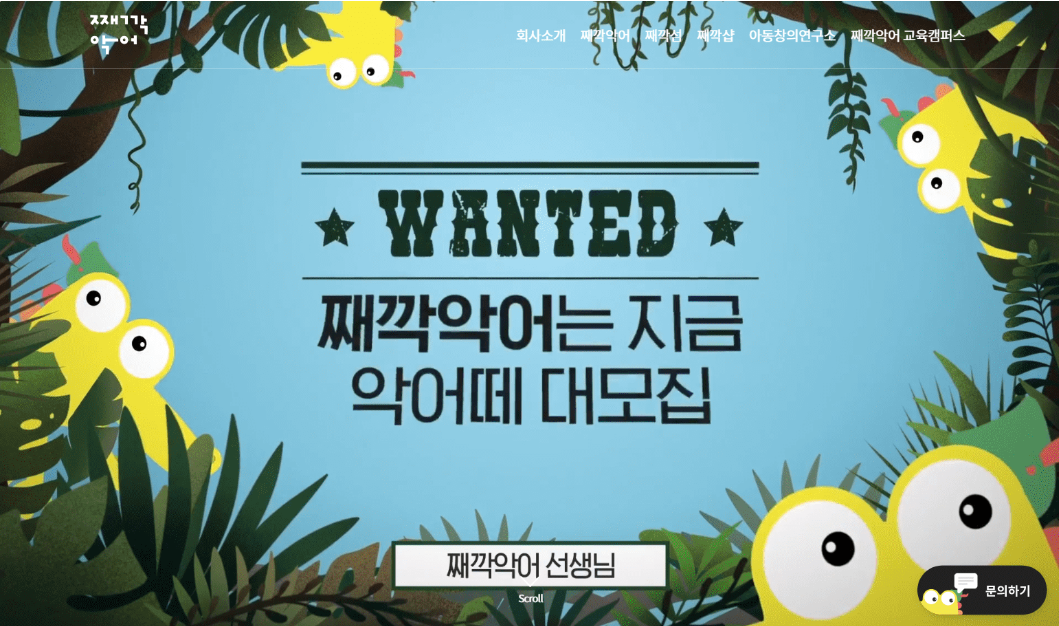 째깍
악어
회사소개 째깍악어 째깍섬 째깍샵 아동창의연구소 째깍악어 교육캠퍼스
WANTED
째깍악어는 지금
악어떼 대모집
째깍악어 선생님
Scroll
문의하기